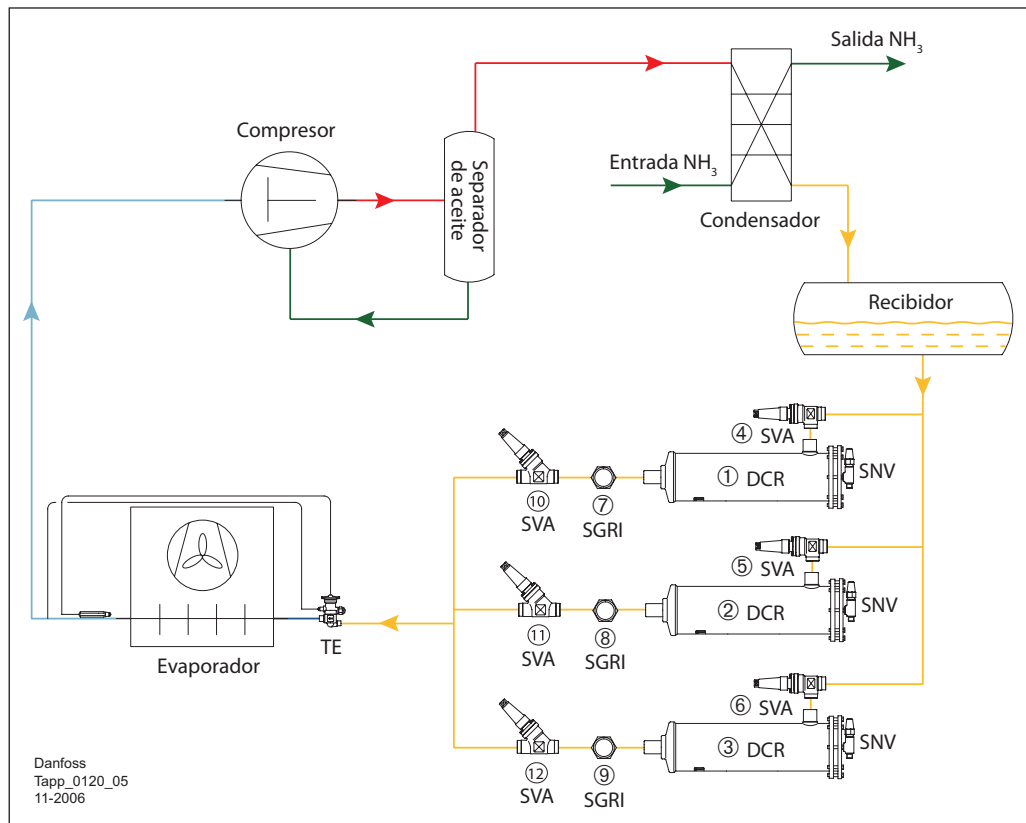 Salida NH3
Compresor
Separador
de aceite
Entrada NH3
Condensador
Recibidor
④ SVA
① DCR
SNV
⑩
SVA
⑦
SGRI
⑤
SVA
② DCR
SNV
⑪
SVA
⑧
SGRI
TE
Evaporador
⑥
SVA
③ DCR
SNV
⑫
SVA
⑨
SGRI
Danfoss
Tapp_0120_05
11-2006